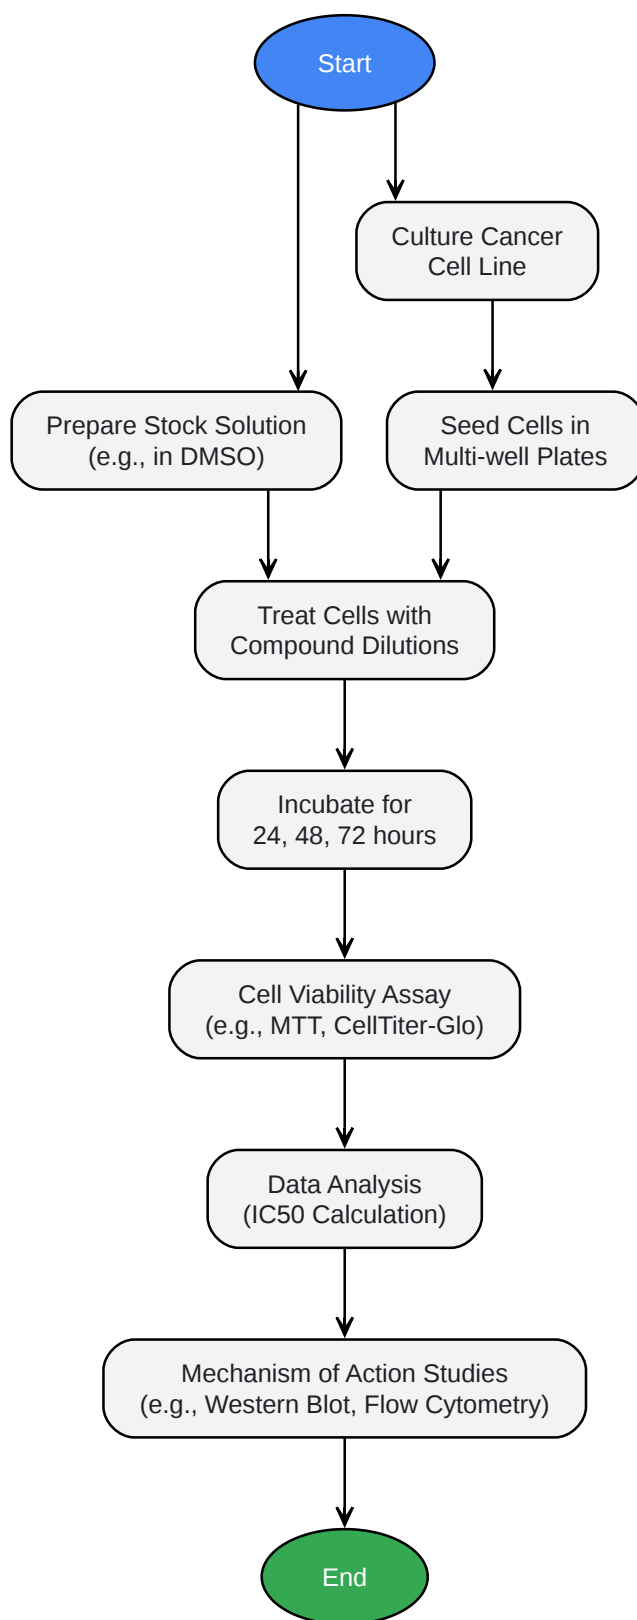 Start
Culture Cancer
Cell Line
Prepare Stock Solution
(e.g., in DMSO)
Seed Cells in
Multi-well Plates
Treat Cells with
Compound Dilutions
Incubate for
24, 48, 72 hours
Cell Viability Assay
(e.g., MTT, CellTiter-Glo)
Data Analysis
(IC50 Calculation)
Mechanism of Action Studies
(e.g., Western Blot, Flow Cytometry)
End